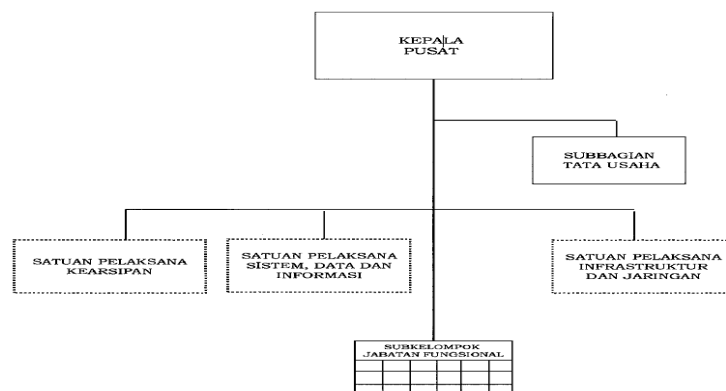 KEPALA
PUSAT
SUBBAGIAN
TATA USAHA
SATUAN PELAKSANA
KEARSIPAN
SATUAN PELAKSANA
SISTEM, DATA DAN
INFORMASI
SATUAN PELAKSANA
INFRASTRUKTUR
DAN JARINGAN
SUBKELOMPOK
JABATAN FUNGSIONAL